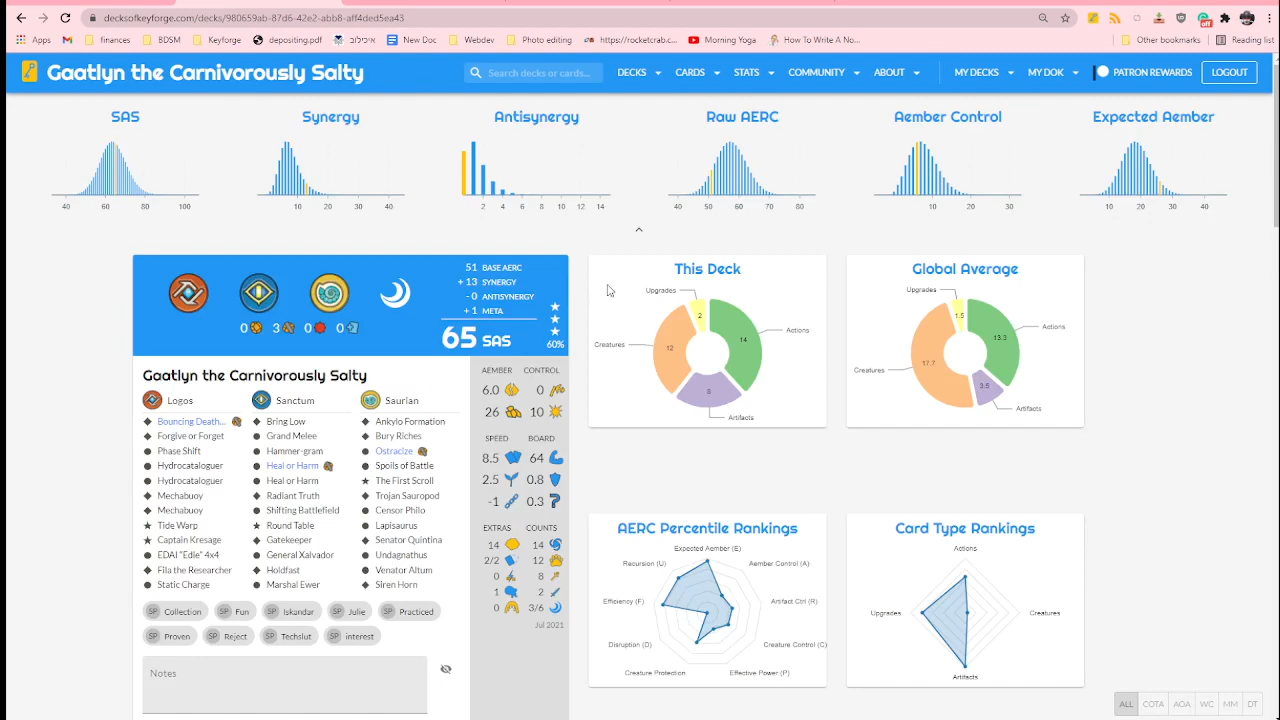 decksofkeyforge.com/decks/980659ab-87d6-42e2-abb8-aff4ded5ea43
Apps finances BDSM Keyforge depositing.pdf אייליבר New Doc Webdev Photo editing https://rocketcrab... Morning Yoga How To Write A No... Other bookmarks Reading list
Gaatlyn the Carnivorously Salty
Search decks or cards... DECKS CARDS STATS COMMUNITY ABOUT MY DECKS MY DOK PATRON REWARDS LOGOUT
SAS Synergy Antisynergy Raw AERC Aember Control Expected Aember
40 60 80 100 10 20 30 40 2 4 6 8 10 12 14 40 50 60 70 80 10 20 30 10 20 30 40
51 BASE AERC
+ 13 SYNERGY
- 0 ANTISYNERGY
+ 1 META
0 3 0 0
65 SAS
60%
This Deck
Upgrades
2
Actions
14
Creatures
12
8
Artifacts
Global Average
Upgrades
1.5
Actions
13.3
Creatures
17.7
3.5
Artifacts
Gaatlyn the Carnivorously Salty
Logos
Bouncing Death...
Forgive or Forget
Phase Shift
Hydrocataloguer
Hydrocataloguer
Mechabuoy
Mechabuoy
Tide Warp
Captain Kresage
EDAI "Edie" 4x4
Fila the Researcher
Static Charge
Sanctum
Bring Low
Grand Melee
Hammer-gram
Heal or Harm
Heal or Harm
Radiant Truth
Shifting Battlefield
Round Table
Gatekeeper
General Xalvador
Holdfast
Marshal Ewer
Saurian
Ankylo Formation
Bury Riches
Ostracize
Spoils of Battle
The First Scroll
Trojan Sauropod
Censor Philo
Lapisaurus
Senator Quintina
Undagnathus
Venator Altum
Siren Horn
AEMBER CONTROL
6.0 0
26 10
SPEED BOARD
8.5 64
2.5 0.8
-1 0.3
EXTRAS COUNTS
14 14
2/2 12
0 8
1 2
0 3/6
Jul 2021
SP Collection SP Fun SP Iskandar SP Julie SP Practiced
SP Proven SP Reject SP Techslut SP interest
Notes
AERC Percentile Rankings
Expected Aember (E)
Recursion (U) Aember Control (A)
Efficiency (F) Artifact Ctrl (R)
Disruption (D) Creature Control (C)
Creature Protection Effective Power (P)
Card Type Rankings
Actions
Upgrades Creatures
Artifacts
ALL COTA AOA WC MM DT